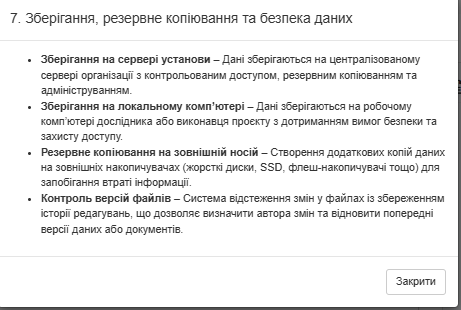 7. Зберігання, резервне копіювання та безпека даних
• Зберігання на сервері установи – Дані зберігаються на централізованому
сервері організації з контрольованим доступом, резервним копіюванням та
адмініструванням.
• Зберігання на локальному комп'ютері – Дані зберігаються на робочому
комп'ютері дослідника або виконавця проєкту з дотриманням вимог безпеки та
захисту доступу.
• Резервне копіювання на зовнішній носій – Створення додаткових копій даних
на зовнішніх накопичувачах (жорсткі диски, SSD, флеш-накопичувачі тощо) для
запобігання втраті інформації.
• Контроль версій файлів – Система відстеження змін у файлах із збереженням
історії редагувань, що дозволяє визначити автора змін та відновити попередні
версії даних або документів.
Закрити